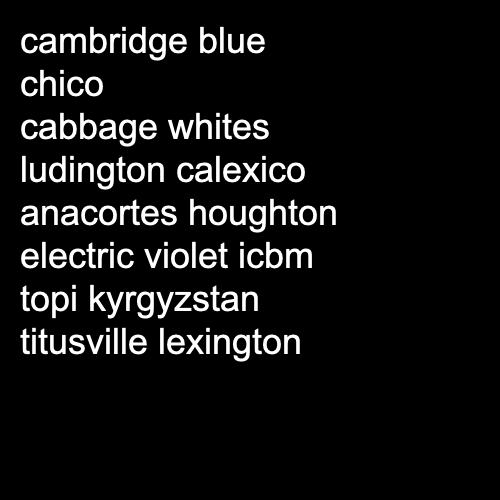 cambridge blue
chico
cabbage whites
ludington calexico
anacortes houghton
electric violet icbm
topi kyrgyzstan
titusville lexington